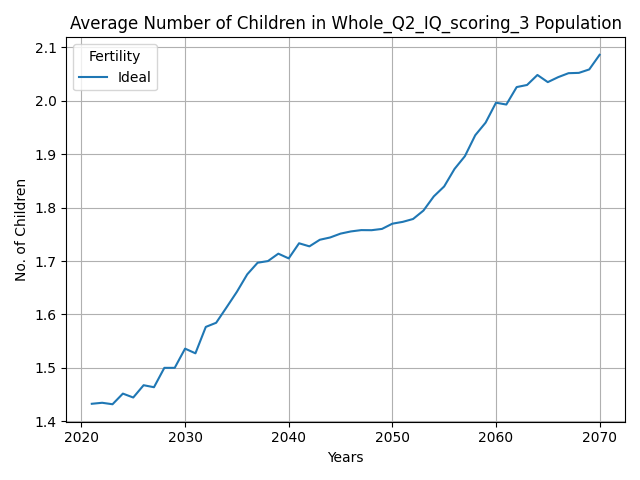 Average Number of Children in Whole_Q2_IQ_scoring_3 Population
Fertility
Ideal
No. of Children
2.1
2.0
1.9
1.8
1.7
1.6
1.5
1.4
2020 2030 2040 2050 2060 2070
Years